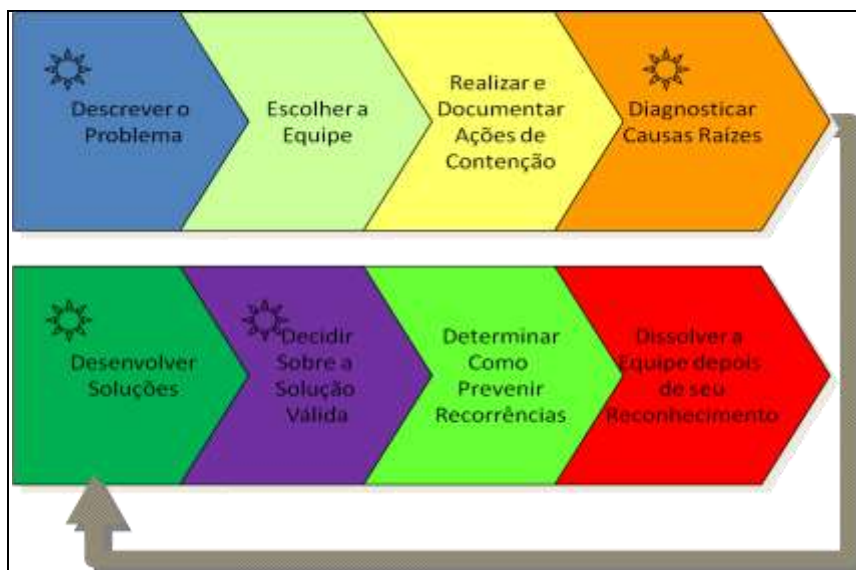 Descrever o
Problema
Escolher a
Equipe
Realizar e
Documentar
Ações de
Contenção
Diagnosticar
Causas Raízes
Desenvolver
Soluções
Decidir
Sobre a
Solução
Válida
Determinar
Como
Prevenir
Recorrências
Dissolver a
Equipe depois
de seu
Reconhecimento